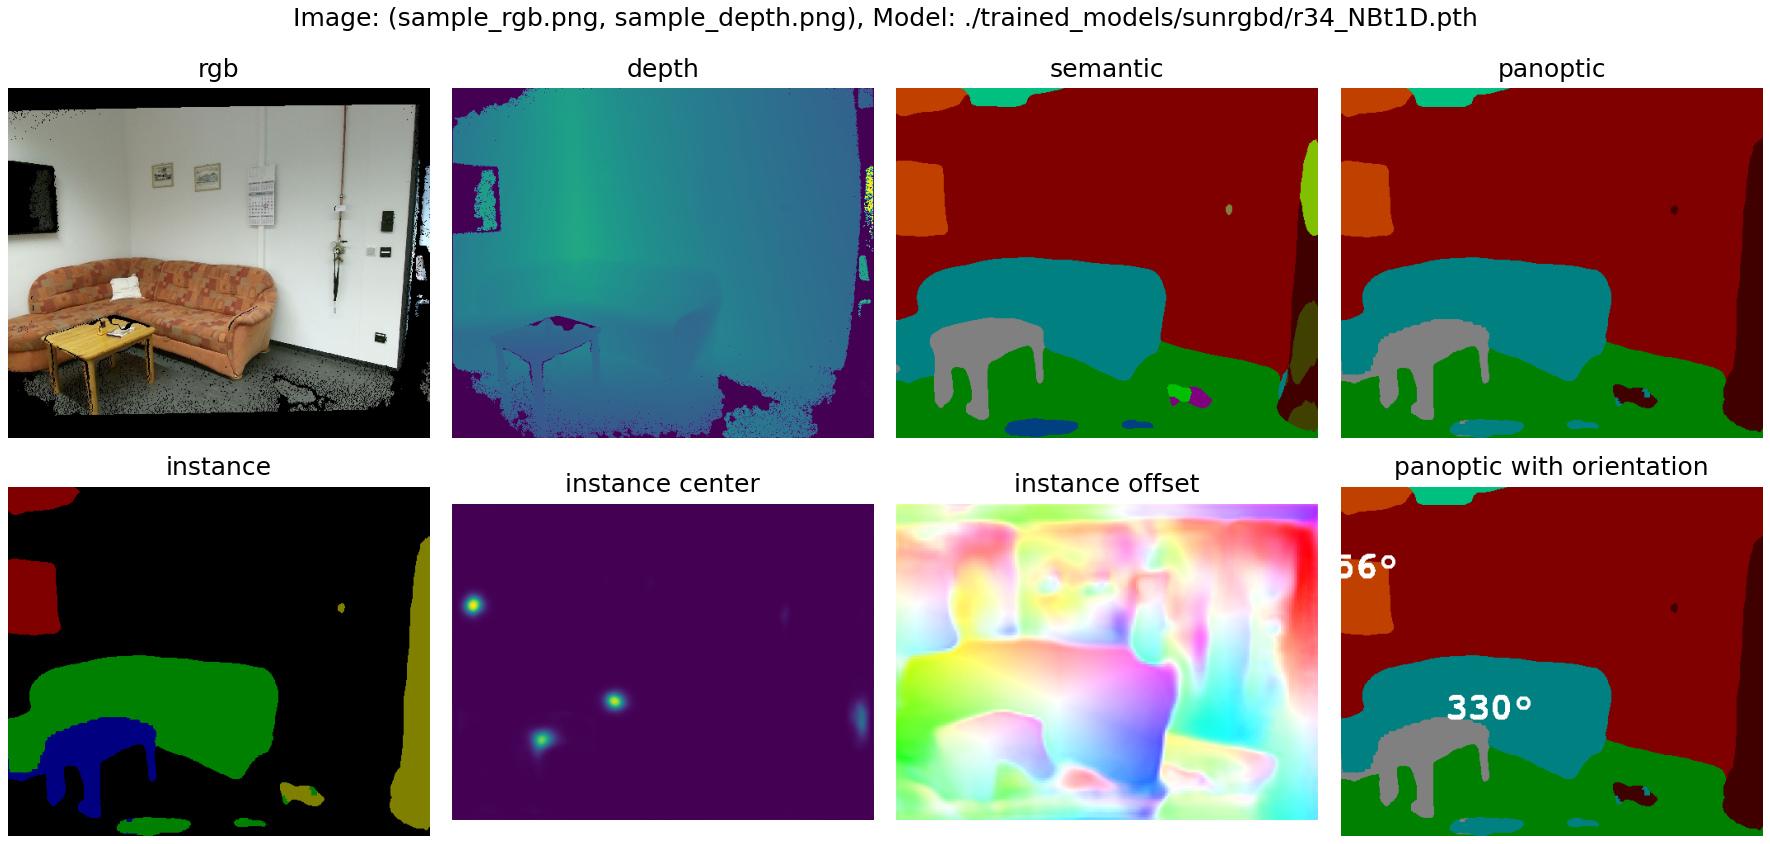 Image: (sample_rgb.png, sample_depth.png), Model: ./trained_models/sunrgbd/r34_NBt1D.pth
rgb
depth
semantic
panoptic
instance
instance center
instance offset
panoptic with orientation
56°
330°